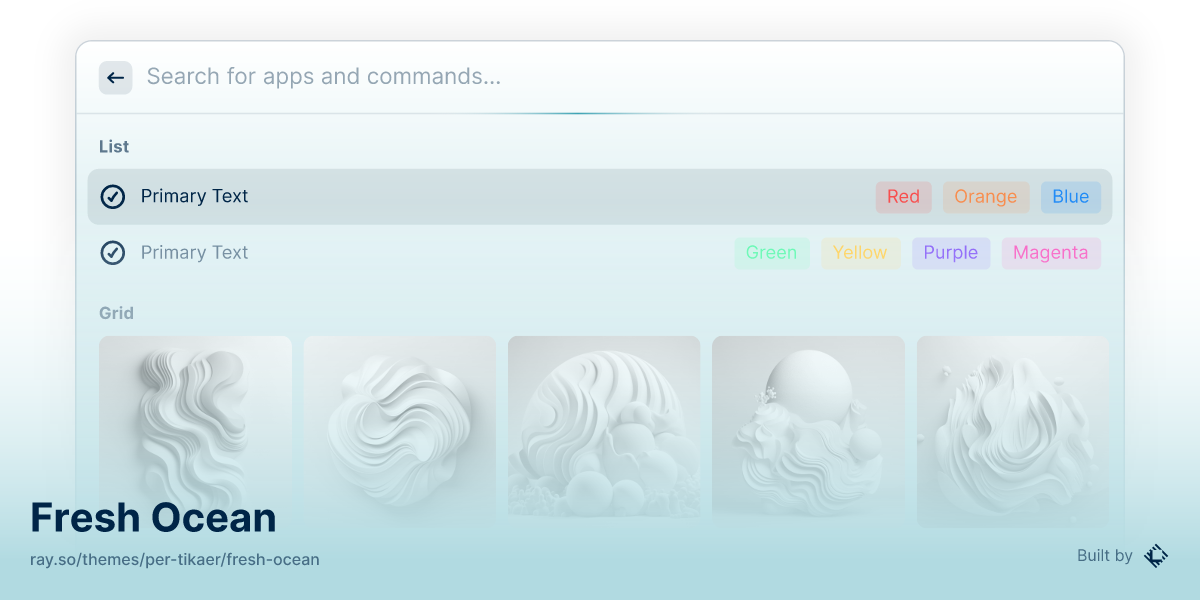 Search for apps and commands...
List
Primary Text Red Orange Blue
Primary Text Green Yellow Purple Magenta
Grid
Fresh Ocean
ray.so/themes/per-tikaer/fresh-ocean
Built by